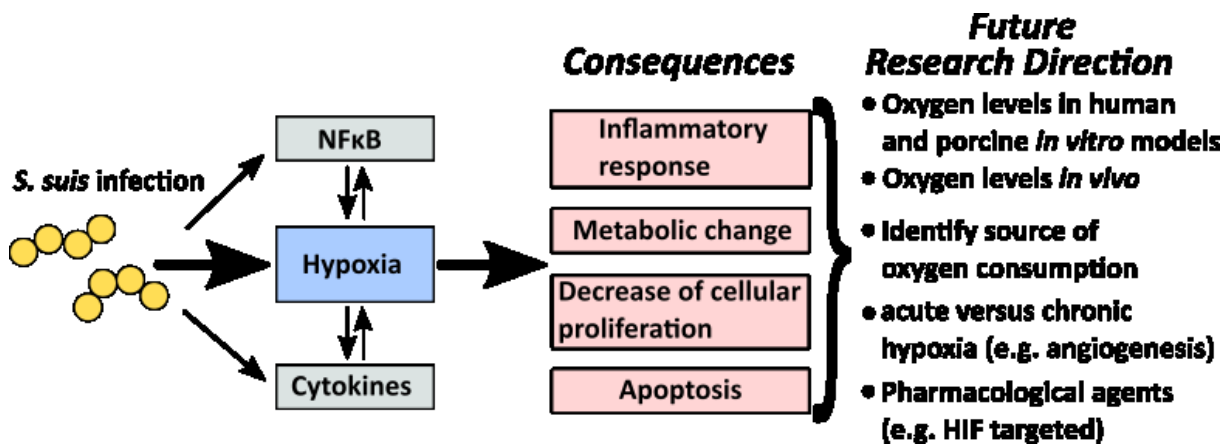 S. suis infection
NFκB
Hypoxia
Cytokines
Consequences
Inflammatory
response
Metabolic change
Decrease of cellular
proliferation
Apoptosis
Future
Research Direction
• Oxygen levels in human
and porcine in vitro models
• Oxygen levels in vivo
• Identify source of
oxygen consumption
• acute versus chronic
hypoxia (e.g. angiogenesis)
• Pharmacological agents
(e.g. HIF targeted)